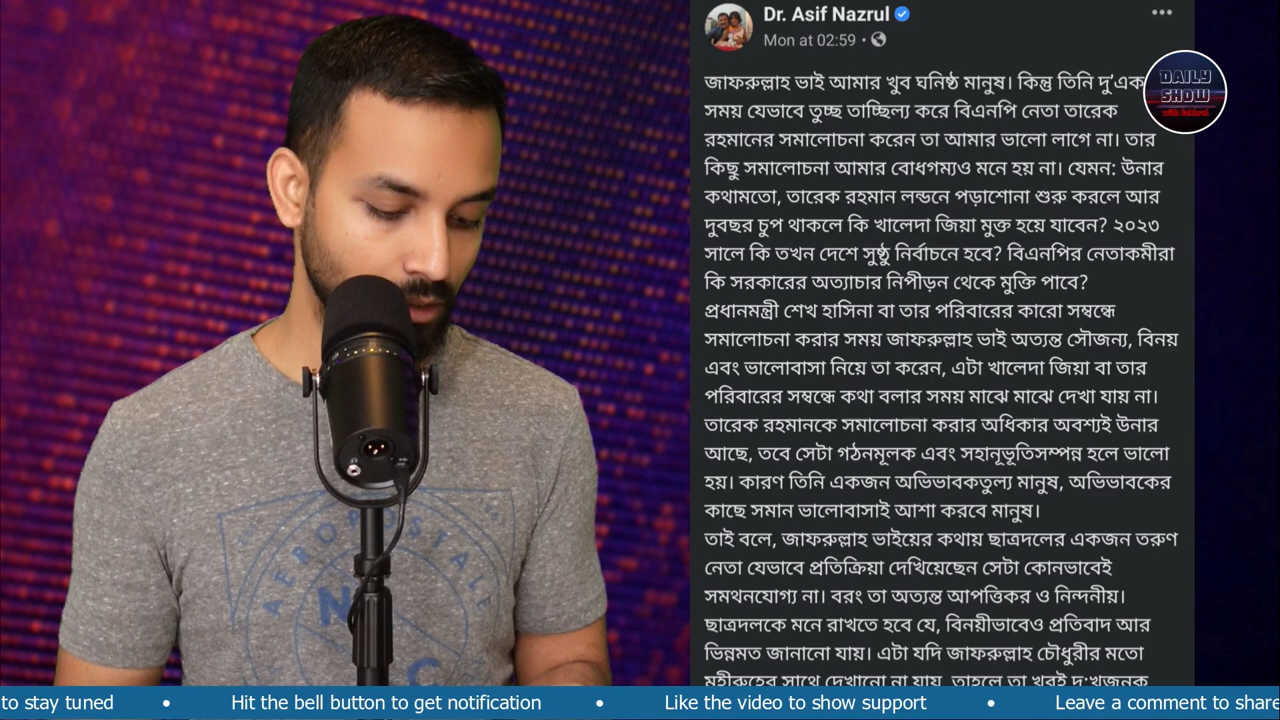 Dr. Asif Nazrul
Mon at 02:59
জাফরুল্লাহ ভাই আমার খুব ঘনিষ্ঠ মানুষ। কিন্তু তিনি দু'এক
সময় যেভাবে তুচ্ছ তাচ্ছিল্য করে বিএনপি নেতা তারেক
রহমানের সমালোচনা করেন তা আমার ভালো লাগে না। তার
কিছু সমালোচনা আমার বোধগম্যও মনে হয় না। যেমন: উনার
কথামতো, তারেক রহমান লন্ডনে পড়াশোনা শুরু করলে আর
দুবছর চুপ থাকলে কি খালেদা জিয়া মুক্ত হয়ে যাবেন? ২০২৩
সালে কি তখন দেশে সুষ্ঠু নির্বাচনে হবে? বিএনপির নেতাকমীরা
কি সরকারের অত্যাচার নিপীড়ন থেকে মুক্তি পাবে?
প্রধানমন্ত্রী শেখ হাসিনা বা তার পরিবারের কারো সম্বন্ধে
সমালোচনা করার সময় জাফরুল্লাহ ভাই অত্যন্ত সৌজন্য, বিনয়
এবং ভালোবাসা নিয়ে তা করেন, এটা খালেদা জিয়া বা তার
পরিবারের সম্বন্ধে কথা বলার সময় মাঝে মাঝে দেখা যায় না।
তারেক রহমানকে সমালোচনা করার অধিকার অবশ্যই উনার
আছে, তবে সেটা গঠনমূলক এবং সহানূভূতিসম্পন্ন হলে ভালো
হয়। কারণ তিনি একজন অভিভাবকতুল্য মানুষ, অভিভাবকের
কাছে সমান ভালোবাসাই আশা করবে মানুষ।
তাই বলে, জাফরুল্লাহ ভাইয়ের কথায় ছাত্রদলের একজন তরুণ
নেতা যেভাবে প্রতিক্রিয়া দেখিয়েছেন সেটা কোনভাবেই
সমথনযোগ্য না। বরং তা অত্যন্ত আপত্তিকর ও নিন্দনীয়।
ছাত্রদলকে মনে রাখতে হবে যে, বিনয়ীভাবেও প্রতিবাদ আর
ভিন্নমত জানানো যায়। এটা যদি জাফরুল্লাহ চৌধুরীর মতো
মহীরুহের সাথে দেখানো না যায়, তাহলে তা খুবই দু:খজনক
DAILY
SHOW
AEROPOSTALE
N
C
to stay tuned • Hit the bell button to get notification • Like the video to show support • Leave a comment to share